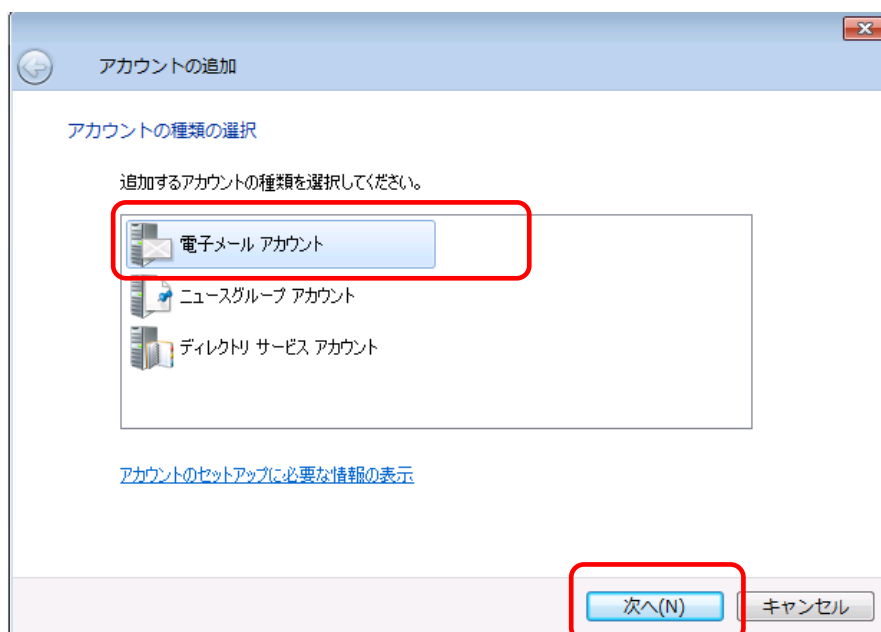 アカウントの追加
アカウントの種類の選択
追加するアカウントの種類を選択してください。
電子メール アカウント
ニュースグループ アカウント
ディレクトリ サービス アカウント
アカウントのセットアップに必要な情報の表示
次へ(N)
キャンセル